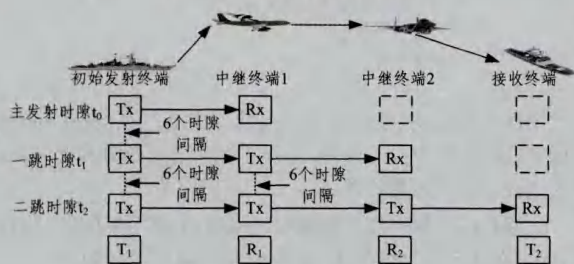 初始发射终端 中继终端1 中继终端2 接收终端
主发射时隙t₀ Tx Rx
6个时隙
间隔
一跳时隙t₁ Tx Tx Rx
6个时隙 6个时隙
间隔 间隔
二跳时隙t₂ Tx Tx Tx Rx
T₁ R₁ R₂ T₂